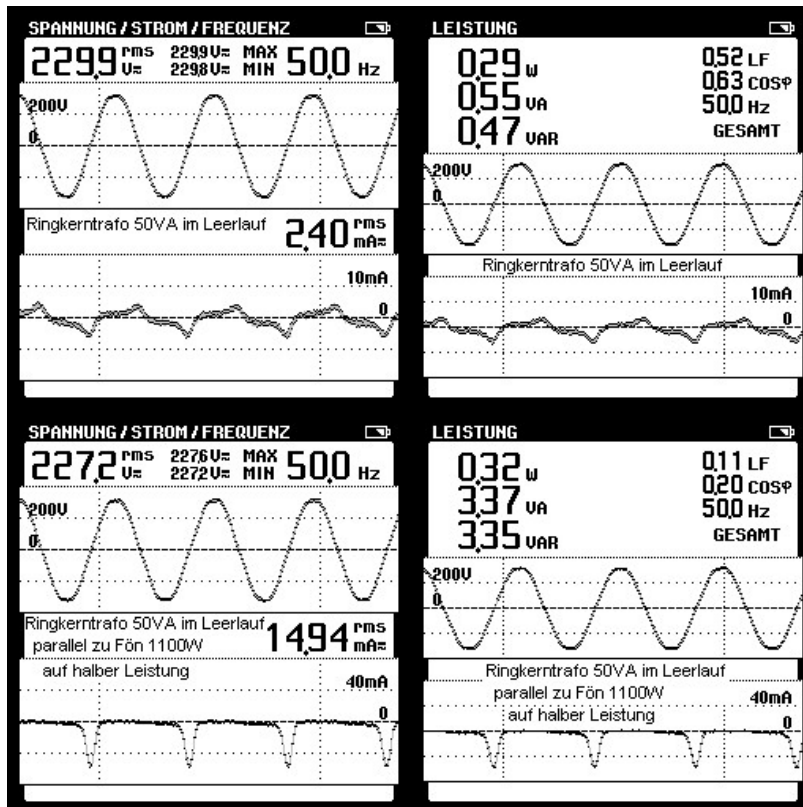 SPANNUNG / STROM / FREQUENZ
229,9 rms V≂ 229,9 V≂ MAX 229,8 V≂ MIN 50,0 Hz
200V
0
Ringkerntrafo 50VA im Leerlauf 2,40 rms mA≂
10mA
0
LEISTUNG
0,29 W 0,52 LF
0,55 VA 0,63 COSφ
0,47 VAR 50,0 Hz
GESAMT
200V
0
Ringkerntrafo 50VA im Leerlauf
10mA
0
SPANNUNG / STROM / FREQUENZ
227,2 rms V≂ 227,6 V≂ MAX 227,2 V≂ MIN 50,0 Hz
200V
0
Ringkerntrafo 50VA im Leerlauf
parallel zu Fön 1100W 14,94 rms mA≂
auf halber Leistung
40mA
0
LEISTUNG
0,32 W 0,11 LF
3,37 VA 0,20 COSφ
3,35 VAR 50,0 Hz
GESAMT
200V
0
Ringkerntrafo 50VA im Leerlauf
parallel zu Fön 1100W
40mA
auf halber Leistung
0